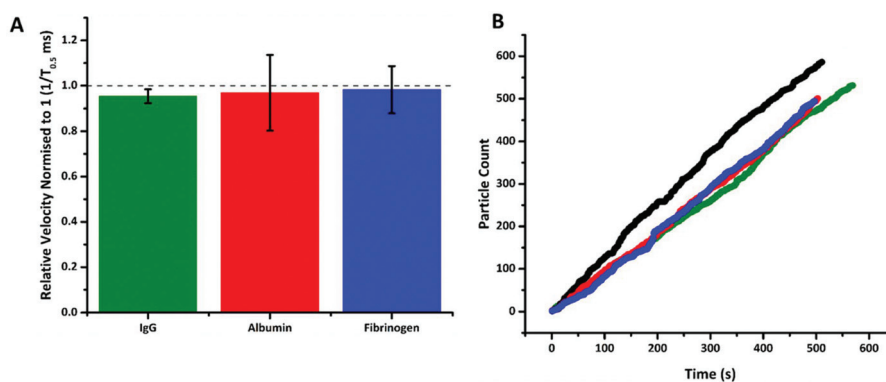 A
Relative Velocity Normised to 1 (1/T0.5 ms)
1.2
1.0
0.8
0.6
0.4
0.2
0.0
IgG Albumin Fibrinogen
B
Particle Count
600
500
400
300
200
100
0
0 100 200 300 400 500 600
Time (s)